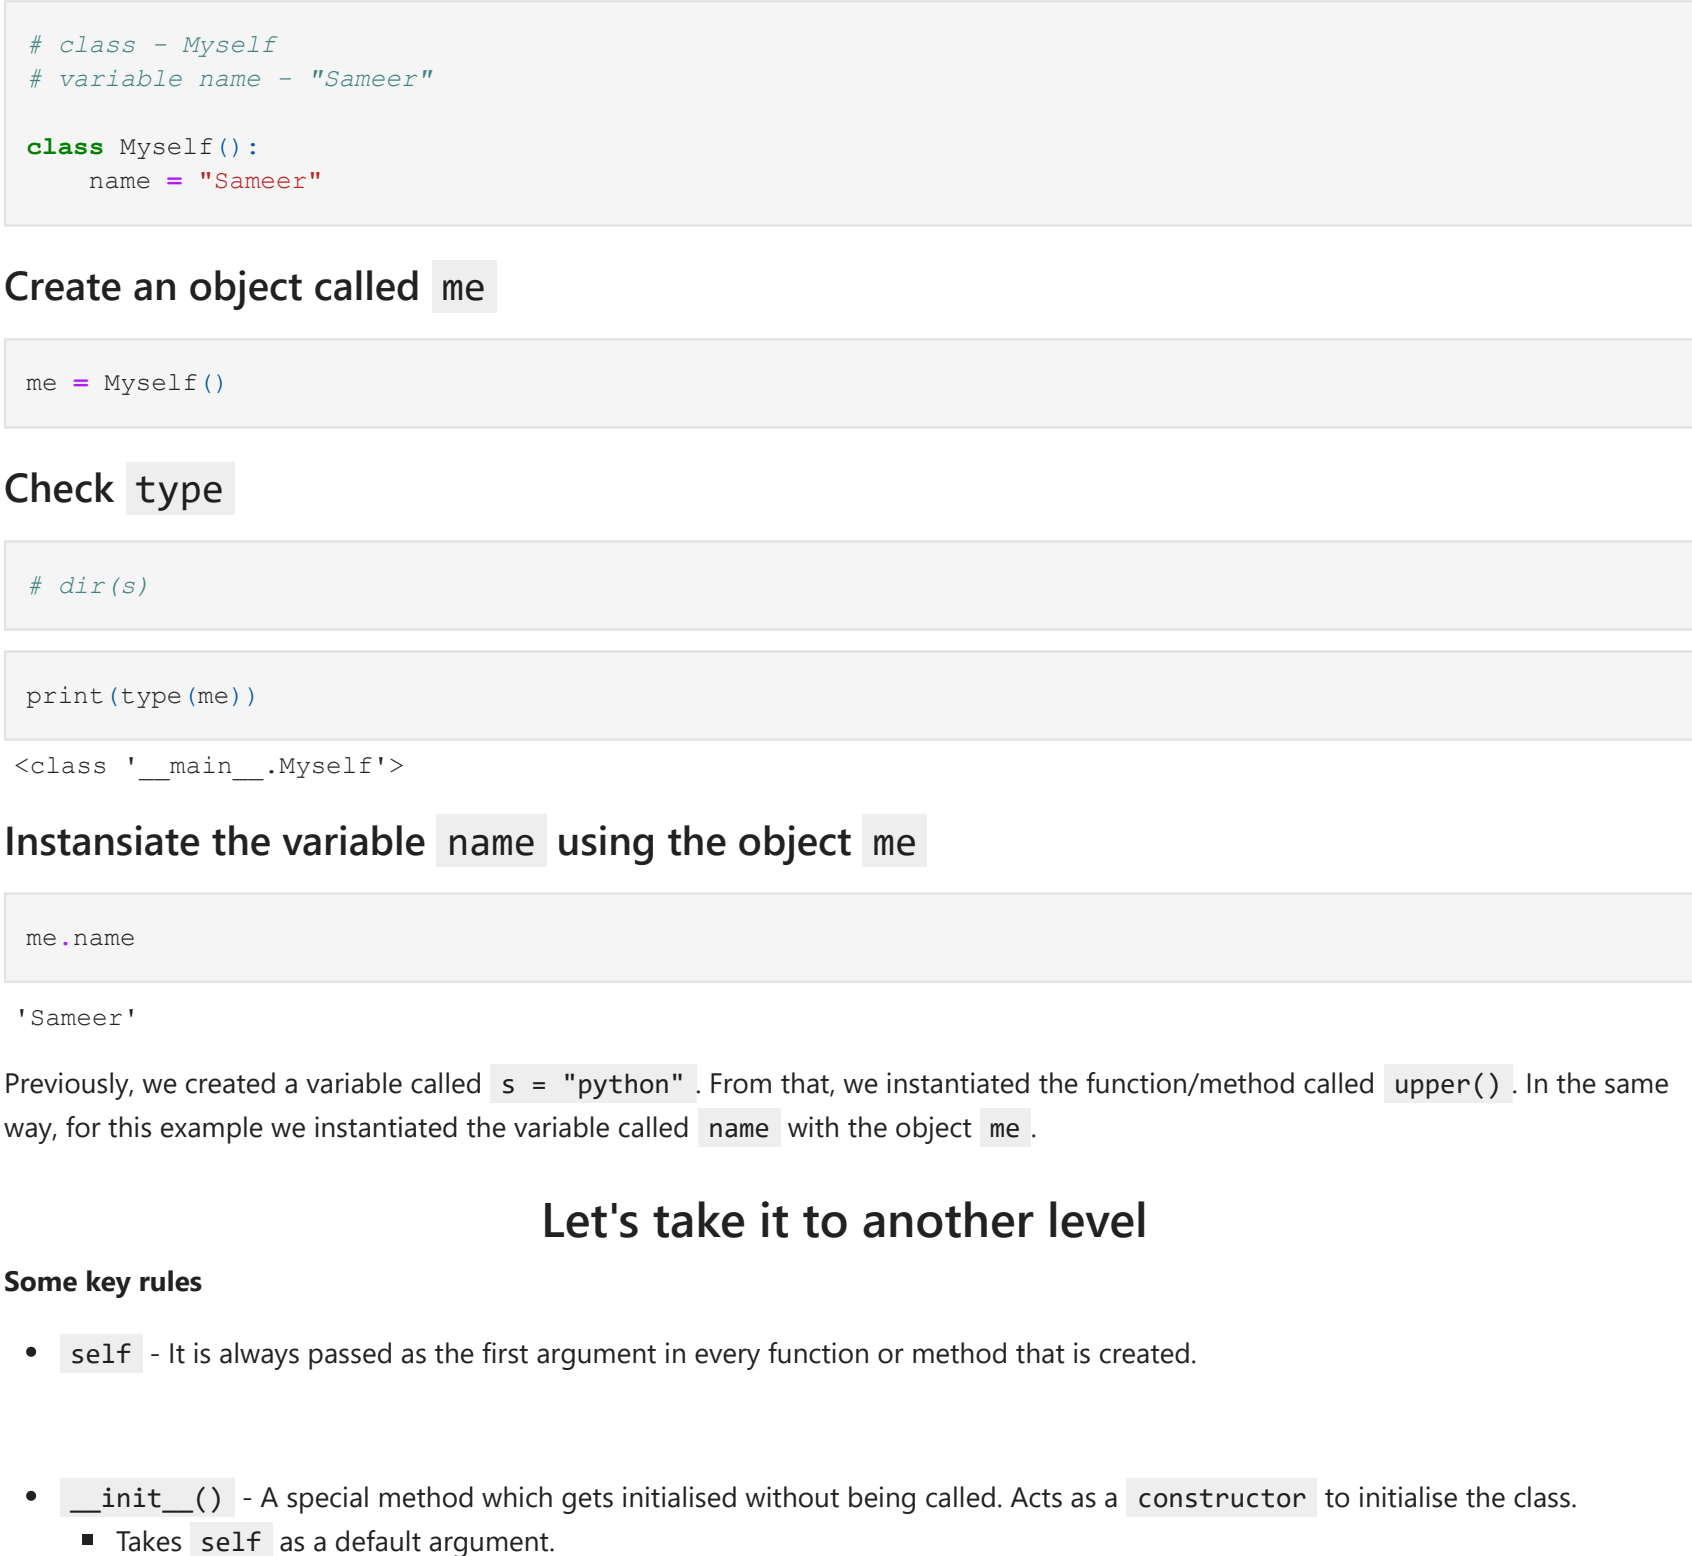 # class - Myself
# variable name - "Sameer"
class Myself():
    name = "Sameer"
Create an object called me
me = Myself()
Check type
# dir(s)
print(type(me))
<class '__main__.Myself'>
Instansiate the variable name using the object me
me.name
'Sameer'
Previously, we created a variable called s = "python" . From that, we instantiated the function/method called upper() . In the same
way, for this example we instantiated the variable called name with the object me .
Let's take it to another level
Some key rules
• self - It is always passed as the first argument in every function or method that is created.
• __init__() - A special method which gets initialised without being called. Acts as a constructor to initialise the class.
▪ Takes self as a default argument.